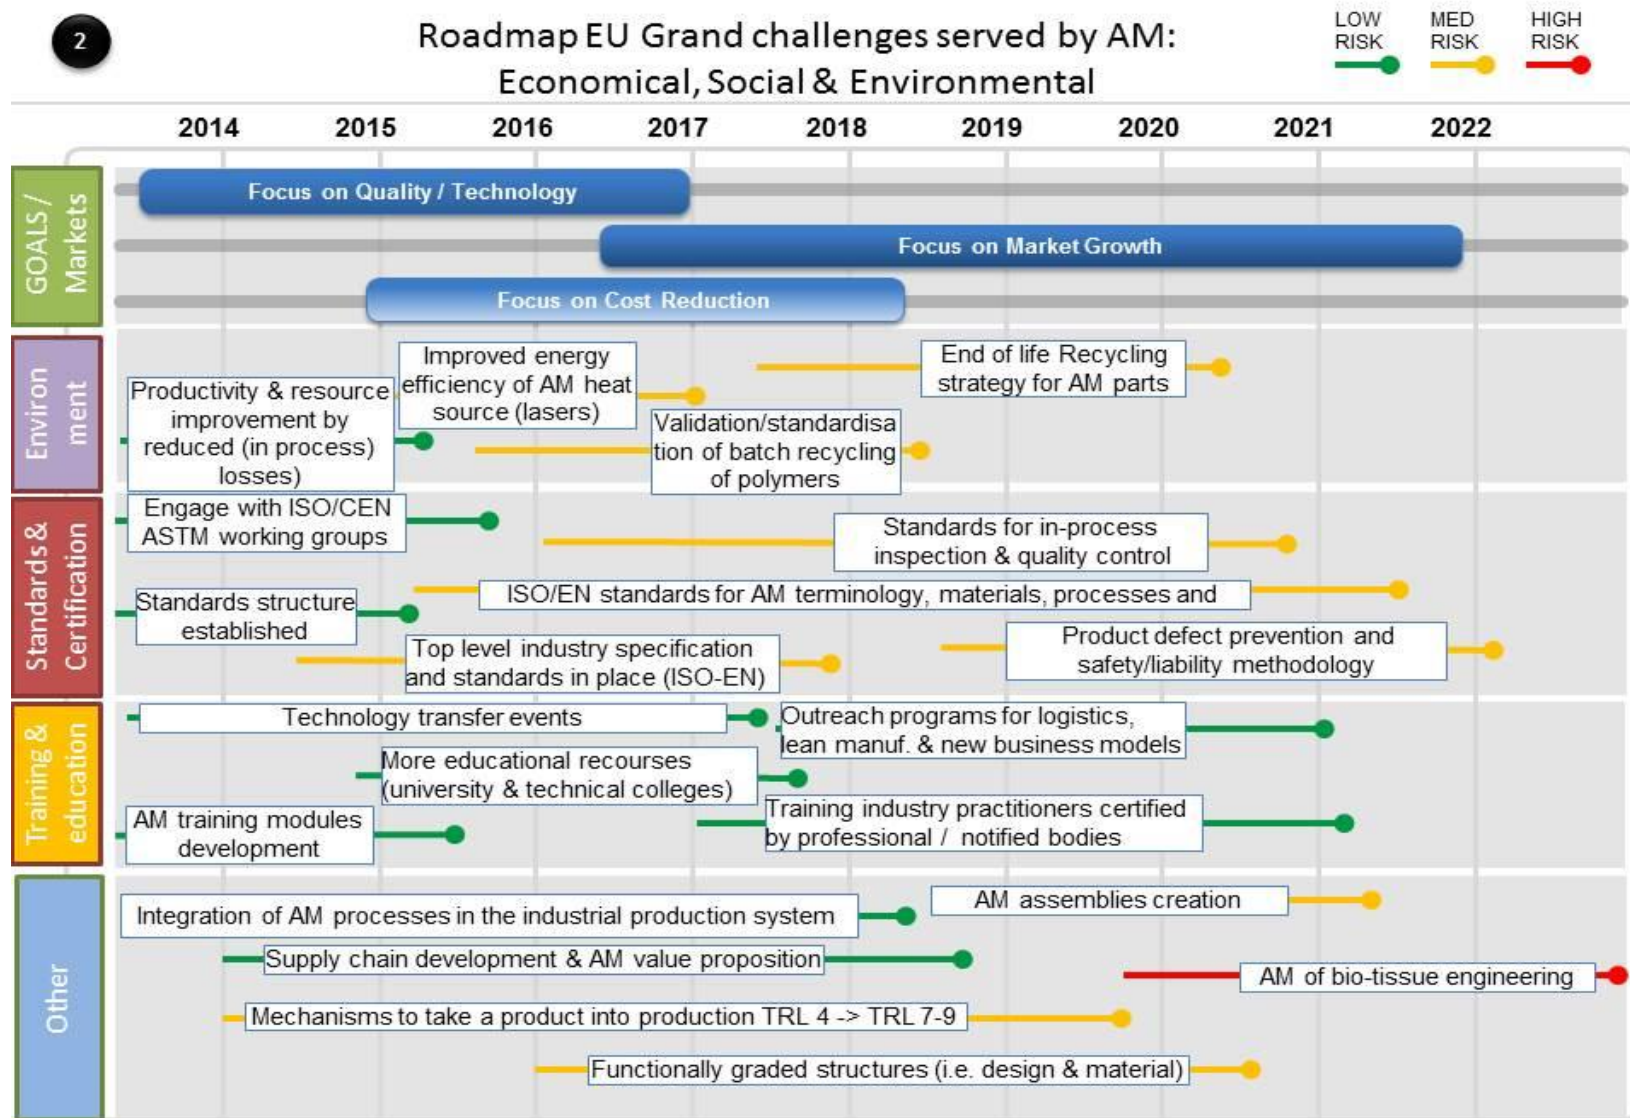 2
Roadmap EU Grand challenges served by AM:
Economical, Social & Environmental
LOW
RISK
MED
RISK
HIGH
RISK
2014 2015 2016 2017 2018 2019 2020 2021 2022
GOALS /
Markets
Focus on Quality / Technology
Focus on Market Growth
Focus on Cost Reduction
Environ
ment
Productivity & resource
improvement by
reduced (in process)
losses)
Improved energy
efficiency of AM heat
source (lasers)
Validation/standardisa
tion of batch recycling
of polymers
End of life Recycling
strategy for AM parts
Standards &
Certification
Engage with ISO/CEN
ASTM working groups
Standards for in-process
inspection & quality control
ISO/EN standards for AM terminology, materials, processes and
Standards structure
established
Top level industry specification
and standards in place (ISO-EN)
Product defect prevention and
safety/liability methodology
Training &
education
Technology transfer events
Outreach programs for logistics,
lean manuf. & new business models
More educational recourses
(university & technical colleges)
AM training modules
development
Training industry practitioners certified
by professional / notified bodies
Other
Integration of AM processes in the industrial production system
AM assemblies creation
Supply chain development & AM value proposition
AM of bio-tissue engineering
Mechanisms to take a product into production TRL 4 -> TRL 7-9
Functionally graded structures (i.e. design & material)